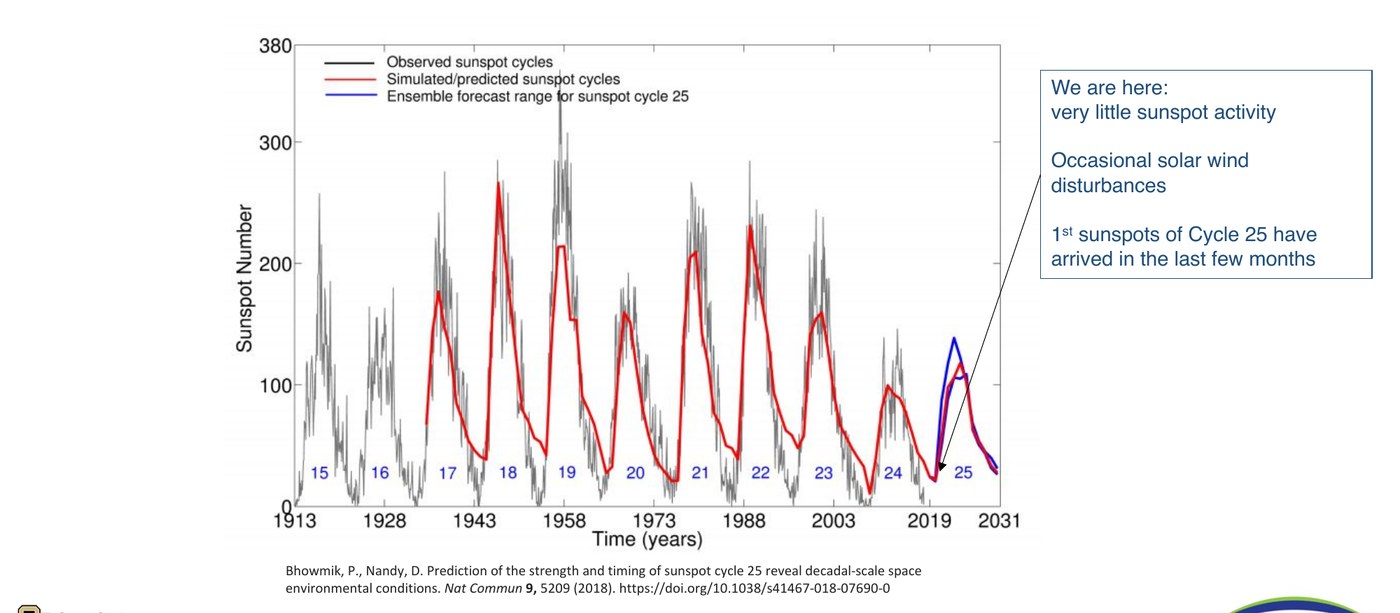 380
300
200
100
0
Sunspot Number
Observed sunspot cycles
Simulated/predicted sunspot cycles
Ensemble forecast range for sunspot cycle 25
15 16 17 18 19 20 21 22 23 24 25
1913 1928 1943 1958 1973 1988 2003 2019 2031
Time (years)
We are here:
very little sunspot activity
Occasional solar wind
disturbances
1st sunspots of Cycle 25 have
arrived in the last few months
Bhowmik, P., Nandy, D. Prediction of the strength and timing of sunspot cycle 25 reveal decadal-scale space
environmental conditions. Nat Commun 9, 5209 (2018). https://doi.org/10.1038/s41467-018-07690-0